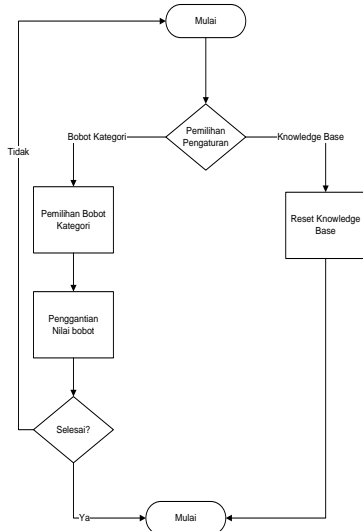 Mulai
Pemilihan
Pengaturan
Bobot Kategori
Knowledge Base
Tidak
Pemilihan Bobot
Kategori
Reset Knowledge
Base
Penggantian
Nilai bobot
Selesai?
Ya
Mulai